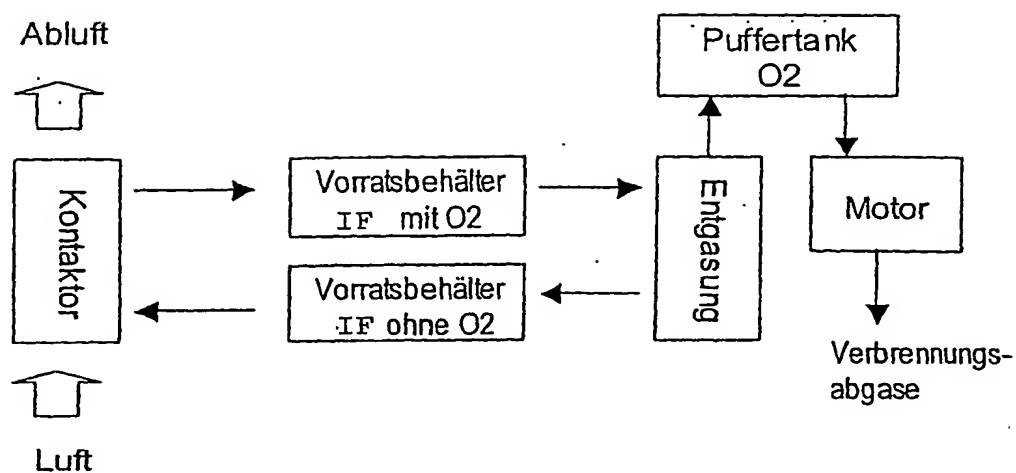 Abluft
Puffertank
O2
Kontaktor
Vorratsbehälter
IF mit O2
Entgasung
Motor
Vorratsbehälter
IF ohne O2
Verbrennungs-
abgase
Luft